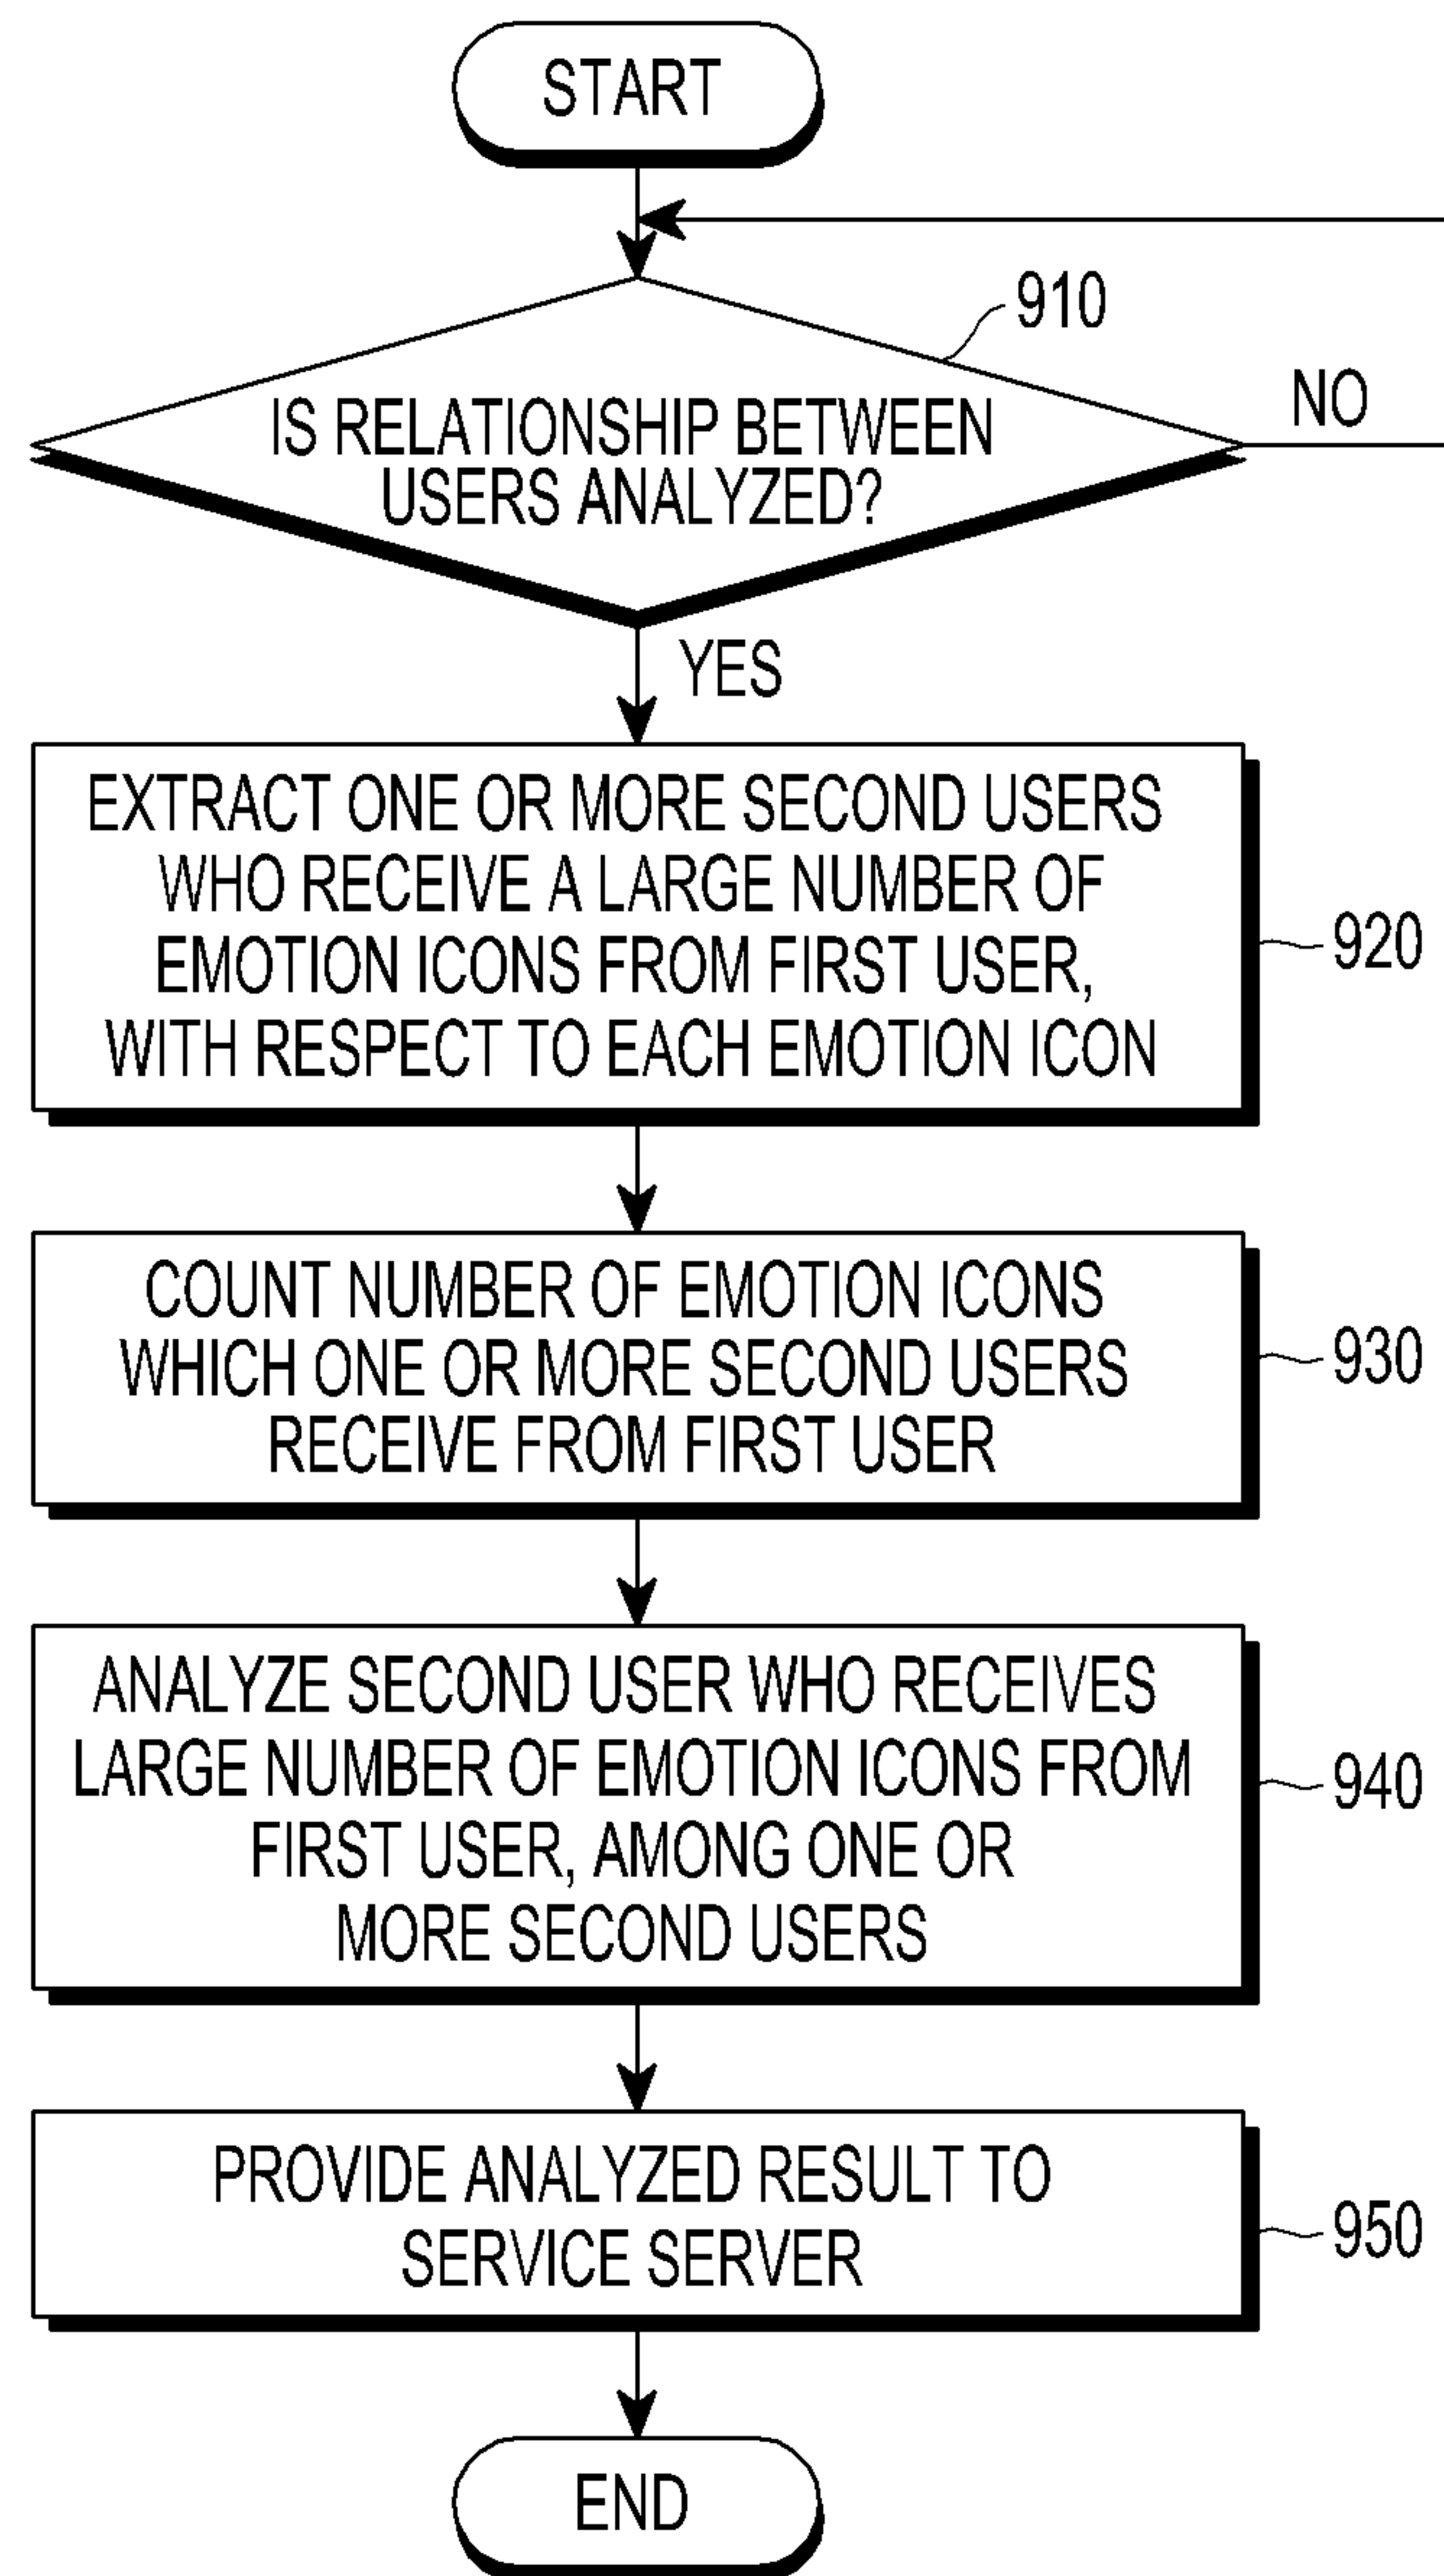 START
910
NO
IS RELATIONSHIP BETWEEN
USERS ANALYZED?
YES
EXTRACT ONE OR MORE SECOND USERS
WHO RECEIVE A LARGE NUMBER OF
EMOTION ICONS FROM FIRST USER,
WITH RESPECT TO EACH EMOTION ICON
920
COUNT NUMBER OF EMOTION ICONS
WHICH ONE OR MORE SECOND USERS
RECEIVE FROM FIRST USER
930
ANALYZE SECOND USER WHO RECEIVES
LARGE NUMBER OF EMOTION ICONS FROM
FIRST USER, AMONG ONE OR
MORE SECOND USERS
940
PROVIDE ANALYZED RESULT TO
SERVICE SERVER
950
END